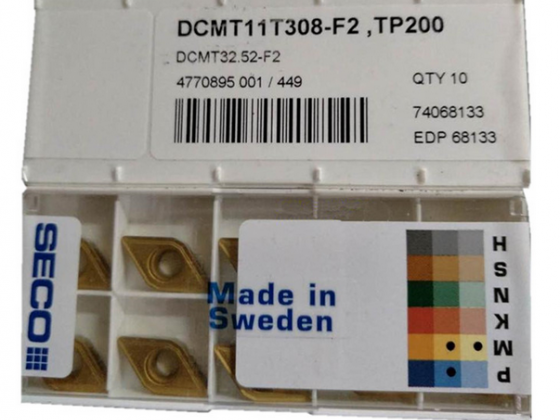 DCMT11T308-F2 ,TP200
DCMT32.52-F2
4770895 001 / 449
QTY 10
74068133
EDP 68133
SECO
Made in
Sweden
P M K N S H